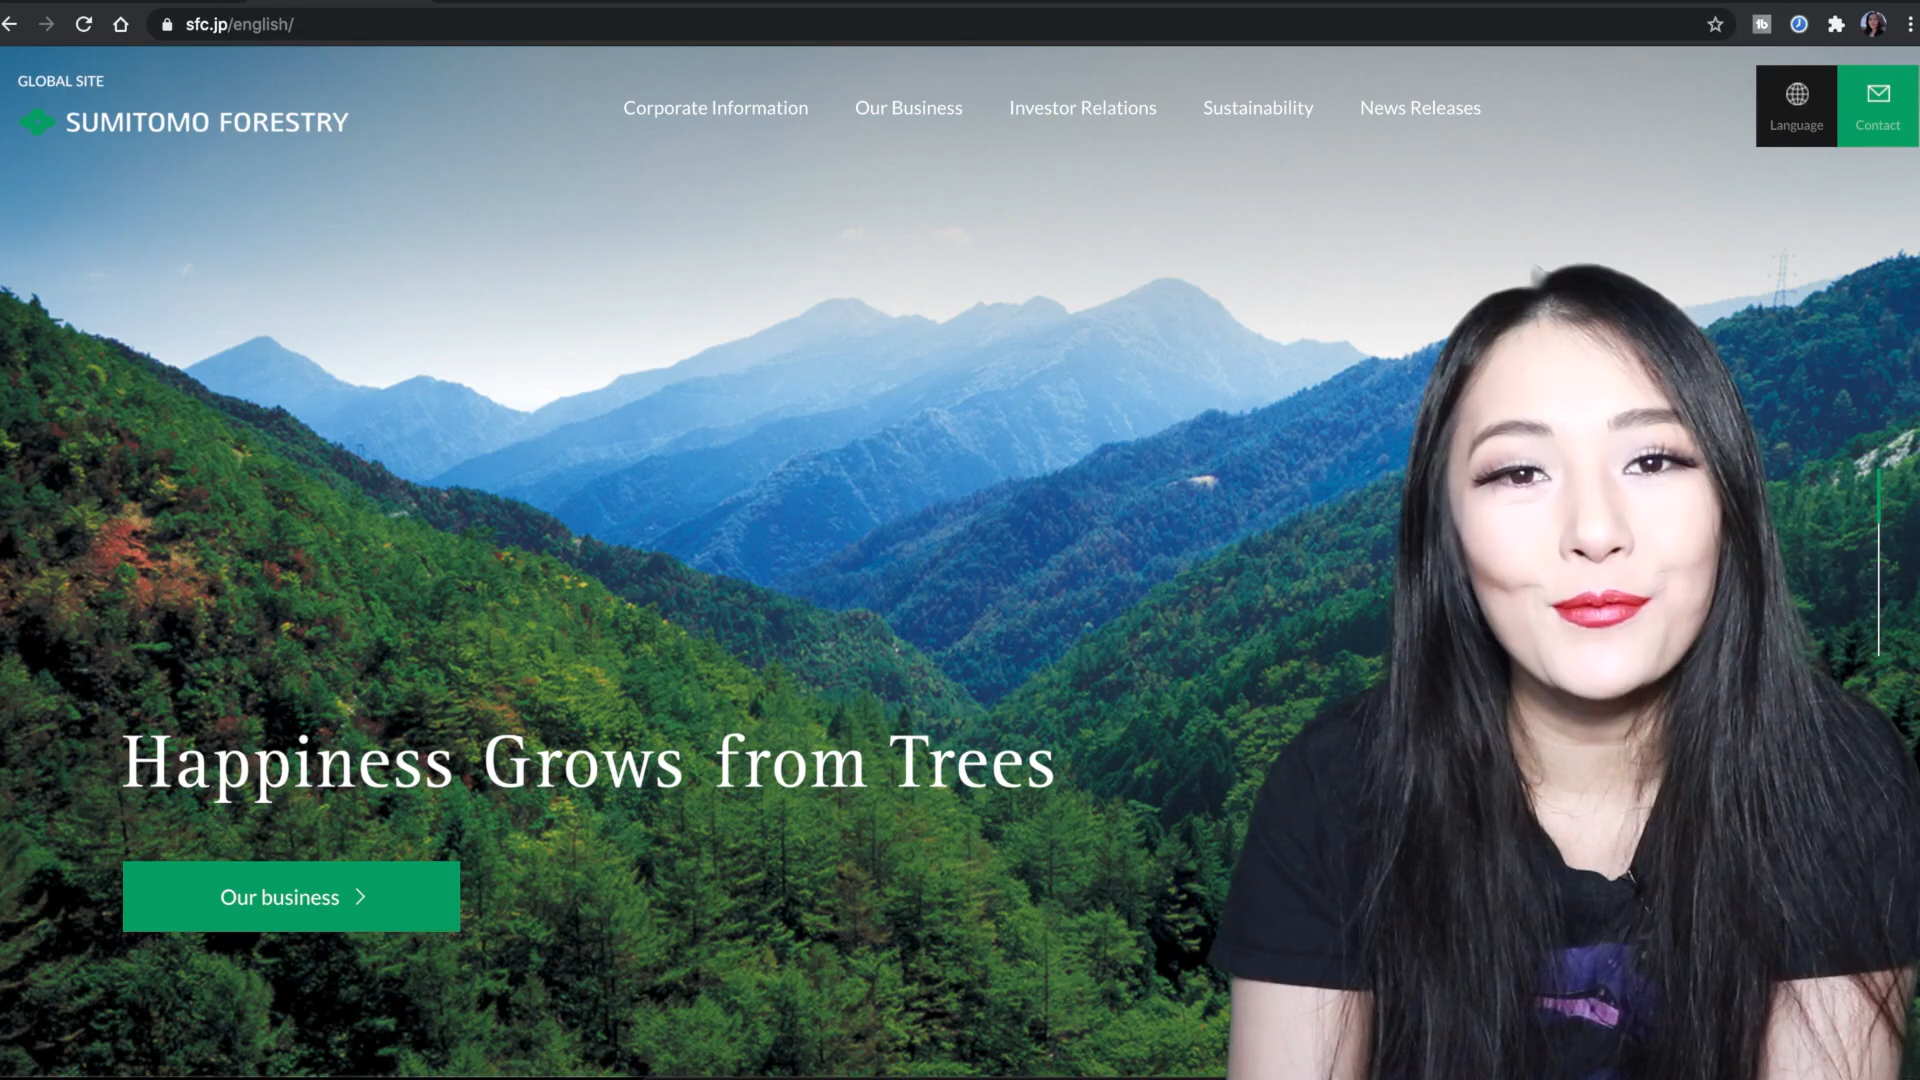 sfc.jp/english/
GLOBAL SITE
SUMITOMO FORESTRY
Corporate Information
Our Business
Investor Relations
Sustainability
News Releases
Language
Contact
Happiness Grows from Trees
Our business